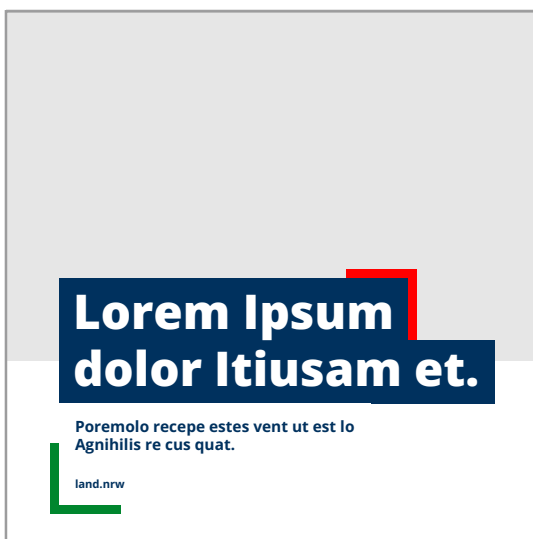 Lorem Ipsum
dolor Itiusam et.
Poremolo recepe estes vent ut est lo
Agnihilis re cus quat.
land.nrw